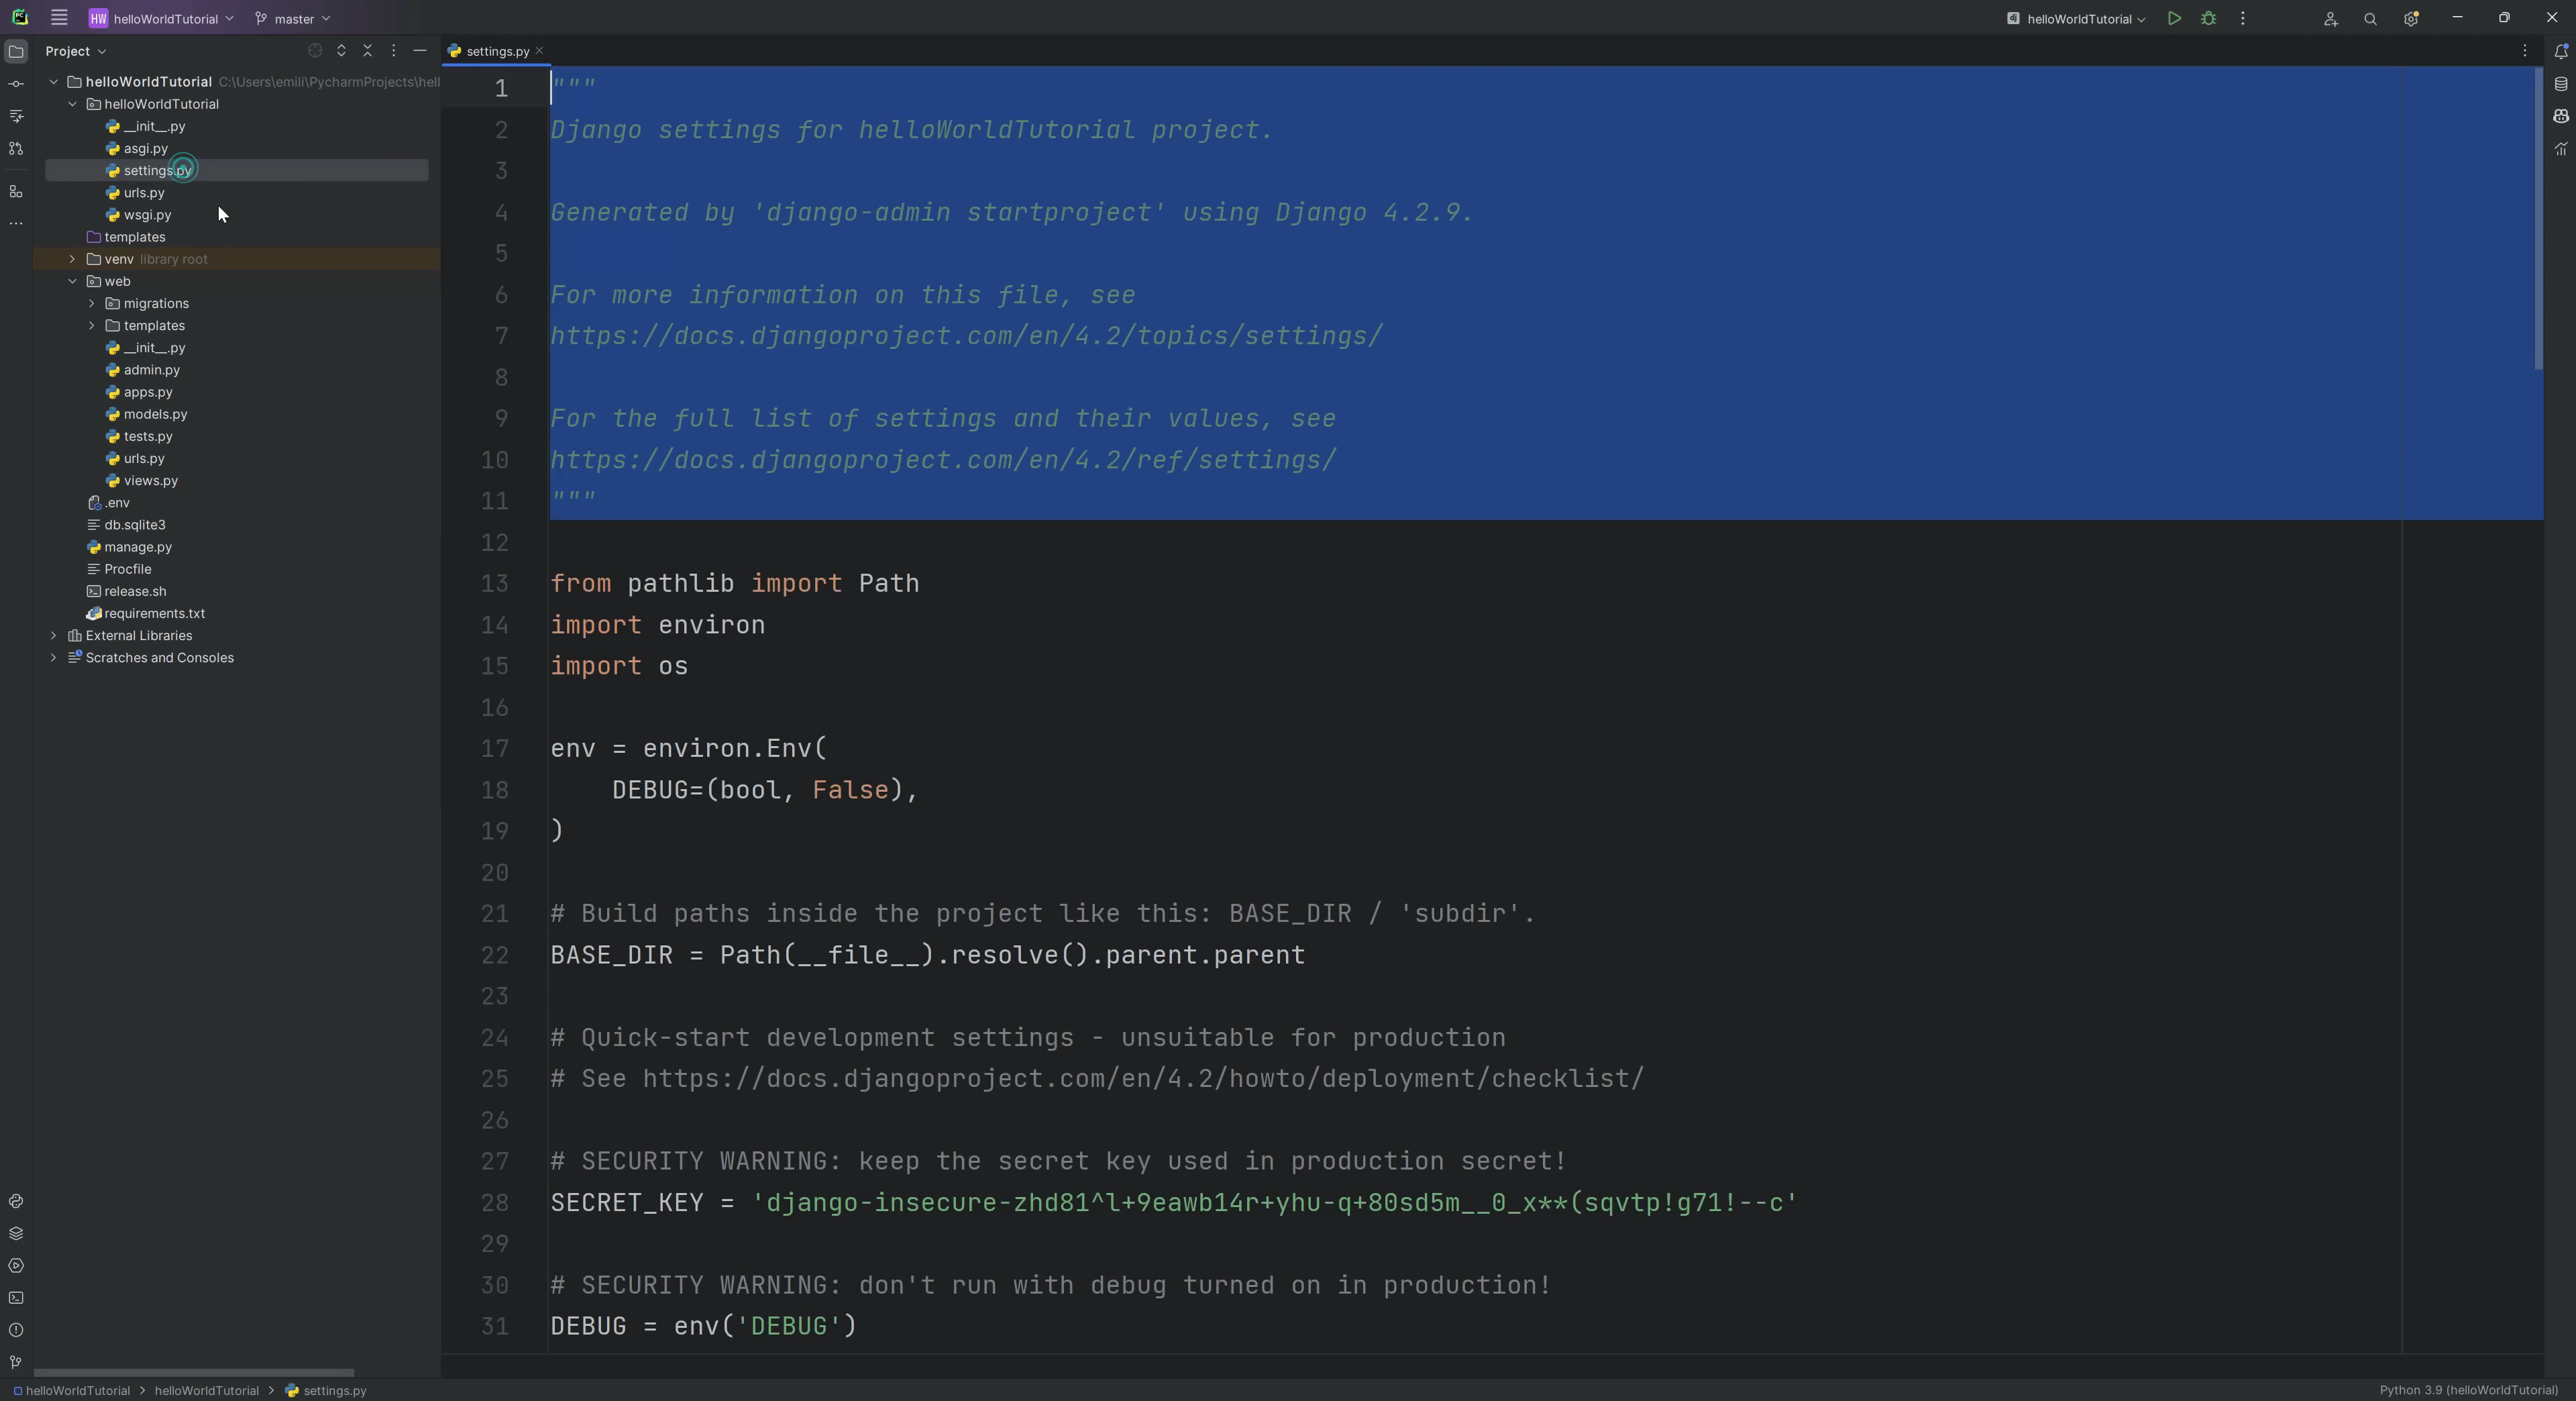 HW helloWorldTutorial master
helloWorldTutorial
Project
helloWorldTutorial C:\Users\emili\PycharmProjects\hell
helloWorldTutorial
__init__.py
asgi.py
settings.py
urls.py
wsgi.py
templates
venv library root
web
migrations
templates
__init__.py
admin.py
apps.py
models.py
tests.py
urls.py
views.py
.env
db.sqlite3
manage.py
Procfile
release.sh
requirements.txt
External Libraries
Scratches and Consoles
settings.py
1 """
2 Django settings for helloWorldTutorial project.
3
4 Generated by 'django-admin startproject' using Django 4.2.9.
5
6 For more information on this file, see
7 https://docs.djangoproject.com/en/4.2/topics/settings/
8
9 For the full list of settings and their values, see
10 https://docs.djangoproject.com/en/4.2/ref/settings/
11 """
12
13 from pathlib import Path
14 import environ
15 import os
16
17 env = environ.Env(
18 DEBUG=(bool, False),
19 )
20
21 # Build paths inside the project like this: BASE_DIR / 'subdir'.
22 BASE_DIR = Path(__file__).resolve().parent.parent
23
24 # Quick-start development settings - unsuitable for production
25 # See https://docs.djangoproject.com/en/4.2/howto/deployment/checklist/
26
27 # SECURITY WARNING: keep the secret key used in production secret!
28 SECRET_KEY = 'django-insecure-zhd81^l+9eawb14r+yhu-q+80sd5m__0_x**(sqvtp!g71!--c'
29
30 # SECURITY WARNING: don't run with debug turned on in production!
31 DEBUG = env('DEBUG')
helloWorldTutorial > helloWorldTutorial > settings.py
Python 3.9 (helloWorldTutorial)